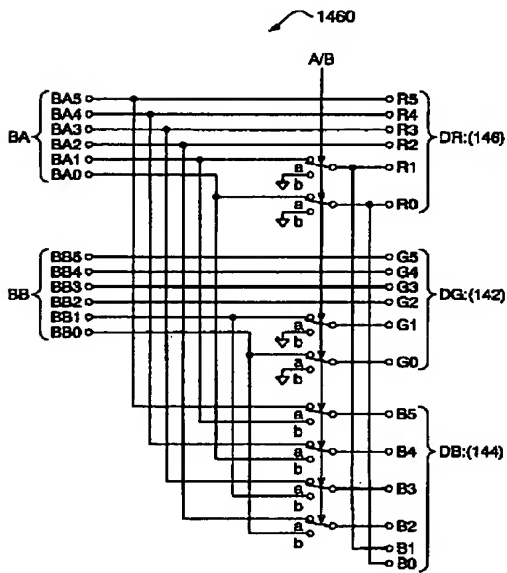 1460
A/B
BA5 R5
BA4 R4
BA BA3 R3 DR:(146)
BA2 R2
BA1 a R1
BA0 b
a R0
b
BB5 G5
BB4 G4
BB BB3 G3 DG:(142)
BB2 G2
BB1 a G1
BB0 b
a G0
b
a B5
b
a B4
b DB:(144)
a B3
b
a B2
b B1
B0